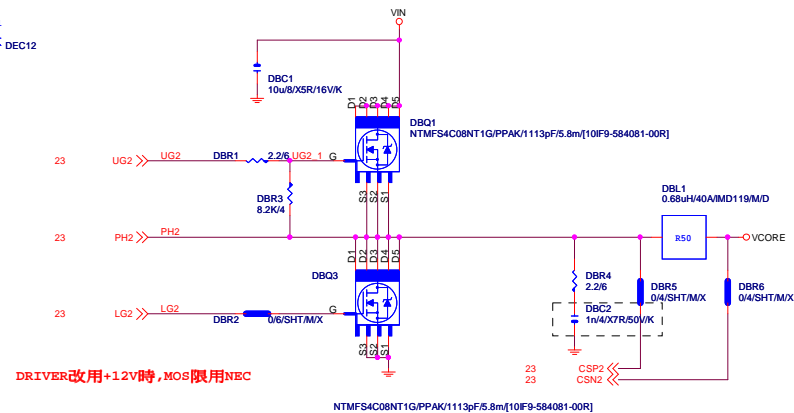 VIN
DEC12
DBC1
10u/8/X5R/16V/K
D1
D2
D3
D4
D5
DBQ1
NTMFS4C08NT1G/PPAK/1113pF/5.8m/[10IF9-584081-00R]
23 UG2 UG2 DBR1 2.2/6 UG2_1 G
S3
S2
S1
DBR3
8.2K/4
DBL1
0.68uH/40A/IMD119/M/D
R50
VCORE
23 PH2 PH2
D1
D2
D3
D4
D5
DBQ3
DBR4
2.2/6
DBR5
0/4/SHT/M/X
DBR6
0/4/SHT/M/X
23 LG2 LG2 DBR2 0/6/SHT/M/X G
DBC2
1n/4/X7R/50V/K
S3
S2
S1
23 CSP2
23 CSN2
DRIVER改用+12V時,MOS限用NEC
NTMFS4C08NT1G/PPAK/1113pF/5.8m/[10IF9-584081-00R]